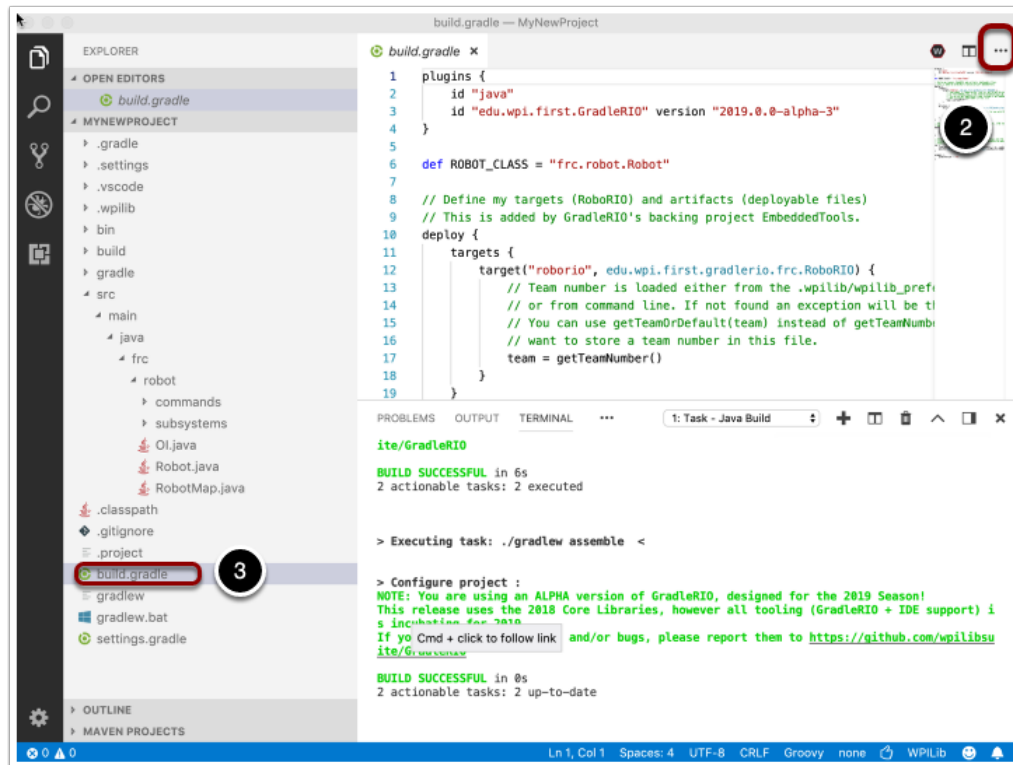 build.gradle — MyNewProject
EXPLORER
OPEN EDITORS
build.gradle
MYNEWPROJECT
.gradle
.settings
.vscode
.wpilib
bin
build
gradle
src
main
java
frc
robot
commands
subsystems
OI.java
Robot.java
RobotMap.java
.classpath
.gitignore
.project
build.gradle
gradlew
gradlew.bat
settings.gradle
OUTLINE
MAVEN PROJECTS
3
build.gradle ×
2
1 plugins {
2 id "java"
3 id "edu.wpi.first.GradleRIO" version "2019.0.0-alpha-3"
4 }
5
6 def ROBOT_CLASS = "frc.robot.Robot"
7
8 // Define my targets (RoboRIO) and artifacts (deployable files)
9 // This is added by GradleRIO's backing project EmbeddedTools.
10 deploy {
11 targets {
12 target("roborio", edu.wpi.first.gradlerio.frc.RoboRIO) {
13 // Team number is loaded either from the .wpilib/wpilib_prefe
14 // or from command line. If not found an exception will be th
15 // You can use getTeamOrDefault(team) instead of getTeamNumbe
16 // want to store a team number in this file.
17 team = getTeamNumber()
18 }
19 }
PROBLEMS OUTPUT TERMINAL ••• 1: Task - Java Build
ite/GradleRIO
BUILD SUCCESSFUL in 6s
2 actionable tasks: 2 executed
> Executing task: ./gradlew assemble <
> Configure project :
NOTE: You are using an ALPHA version of GradleRIO, designed for the 2019 Season!
This release uses the 2018 Core Libraries, however all tooling (GradleRIO + IDE support) i
s incubating for 2019
If yo Cmd + click to follow link and/or bugs, please report them to https://github.com/wpilibsu
ite/GradleRIO
BUILD SUCCESSFUL in 0s
2 actionable tasks: 2 up-to-date
0 0 Ln 1, Col 1 Spaces: 4 UTF-8 CRLF Groovy none WPILib